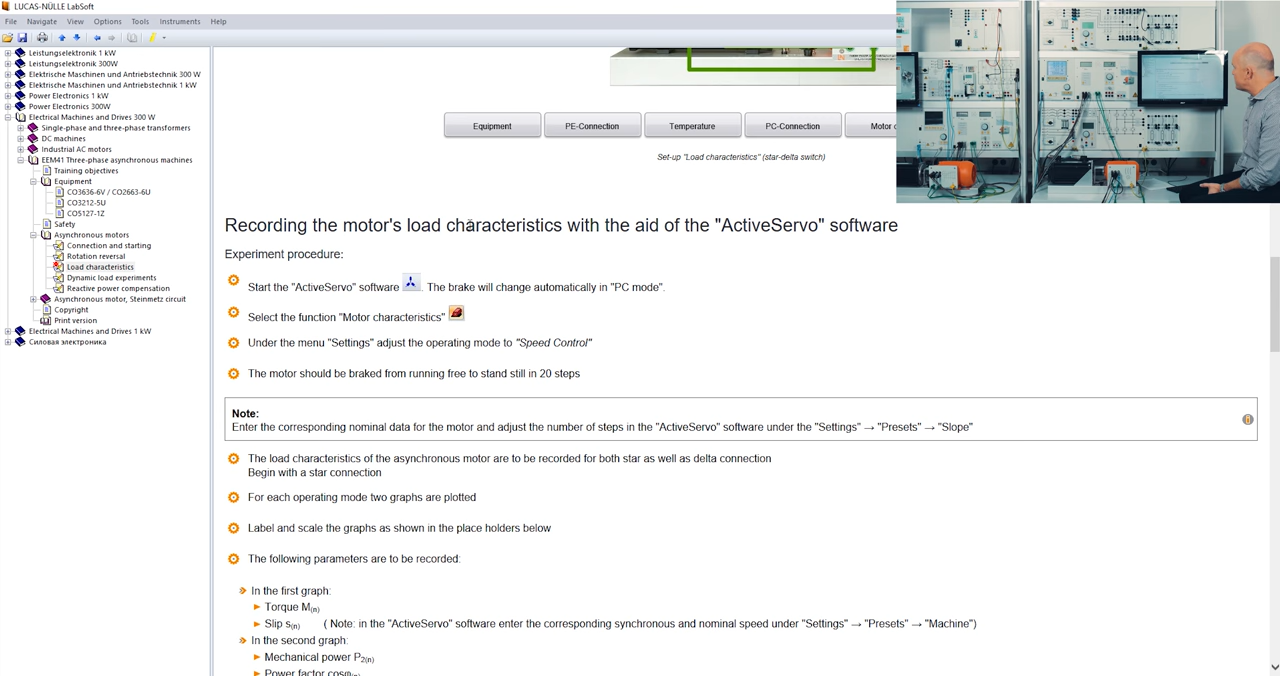 LUCAS-NÜLLE LabSoft
File Navigate View Options Tools Instruments Help
Leistungselektronik 1 kW
Leistungselektronik 300W
Elektrische Maschinen und Antriebstechnik 300 W
Elektrische Maschinen und Antriebstechnik 1 kW
Power Electronics 1 kW
Power Electronics 300W
Electrical Machines and Drives 300 W
Single-phase and three-phase transformers
DC machines
Industrial AC motors
EEM41 Three-phase asynchronous machines
Training objectives
Equipment
CO3636-6V / CO2663-6U
CO3212-5U
CO5127-1Z
Safety
Asynchronous motors
Connection and starting
Rotation reversal
Load characteristics
Dynamic load experiments
Reactive power compensation
Asynchronous motor, Steinmetz circuit
Copyright
Print version
Electrical Machines and Drives 1 kW
Силовая электроника
Equipment PE-Connection Temperature PC-Connection Motor c
Set-up "Load characteristics" (star-delta switch)
Recording the motor's load characteristics with the aid of the "ActiveServo" software
Experiment procedure:
Start the "ActiveServo" software . The brake will change automatically in "PC mode".
Select the function "Motor characteristics"
Under the menu "Settings" adjust the operating mode to "Speed Control"
The motor should be braked from running free to stand still in 20 steps
Note:
Enter the corresponding nominal data for the motor and adjust the number of steps in the "ActiveServo" software under the "Settings" → "Presets" → "Slope"
The load characteristics of the asynchronous motor are to be recorded for both star as well as delta connection
Begin with a star connection
For each operating mode two graphs are plotted
Label and scale the graphs as shown in the place holders below
The following parameters are to be recorded:
In the first graph:
Torque M(n)
Slip s(n) ( Note: in the "ActiveServo" software enter the corresponding synchronous and nominal speed under "Settings" → "Presets" → "Machine")
In the second graph:
Mechanical power P2(n)
Power factor cosφ(n)